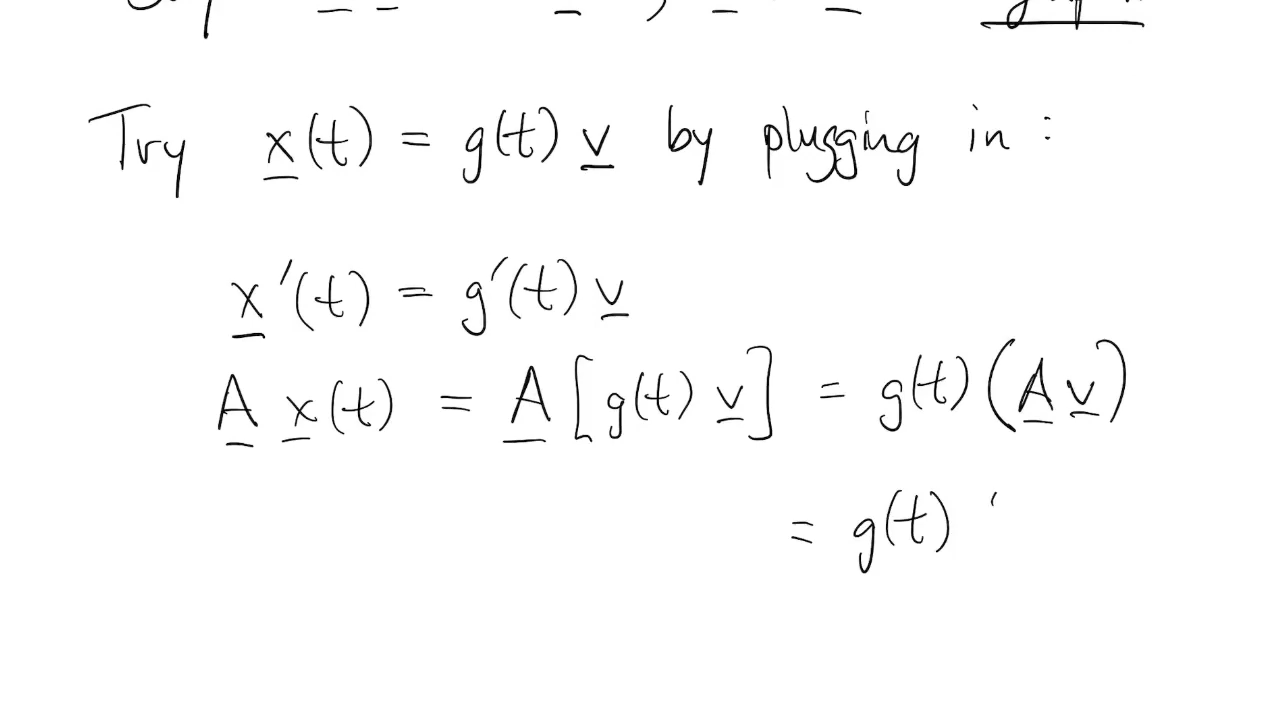 Try x(t) = g(t) v by plugging in :
x'(t) = g'(t) v
A x(t) = A [g(t) v] = g(t) (A v)
= g(t)